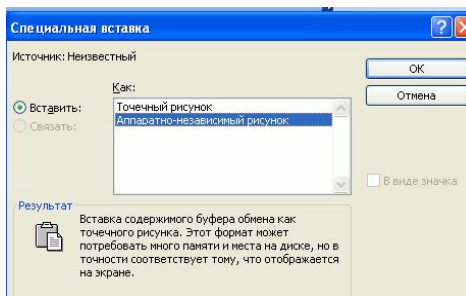 Специальная вставка
Источник: Неизвестный
Как:
Вставить:
Связать:
Точечный рисунок
Аппаратно-независимый рисунок
ОК
Отмена
В виде значка
Результат
Вставка содержимого буфера обмена как
точечного рисунка. Этот формат может
потребовать много памяти и места на диске, но в
точности соответствует тому, что отображается
на экране.